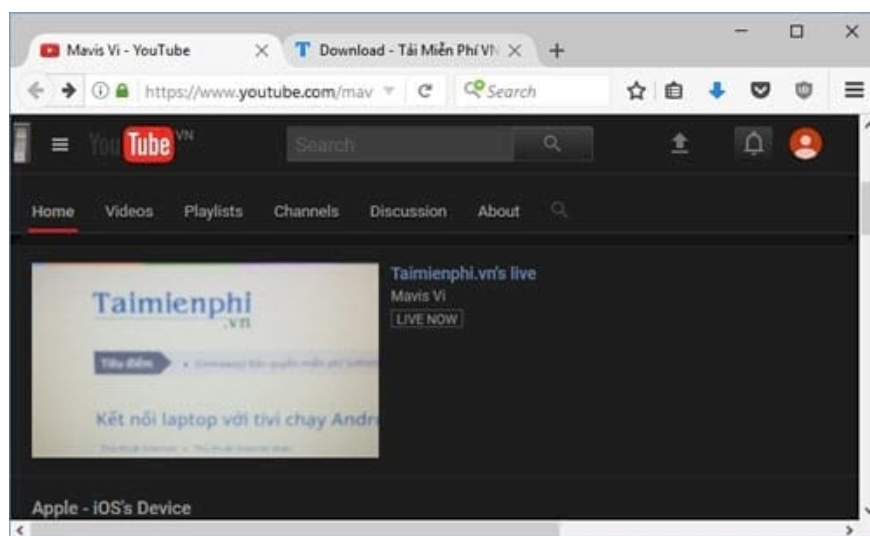 Mavis Vi - YouTube
Download - Tải Miễn Phí VN
https://www.youtube.com/mav
Search
YouTube VN
Search
Home Videos Playlists Channels Discussion About
Taimienphi
.vn
Tiêu điểm
Kết nối laptop với tivi chạy Andr
Taimienphi.vn's live
Mavis Vi
LIVE NOW
Apple - iOS's Device